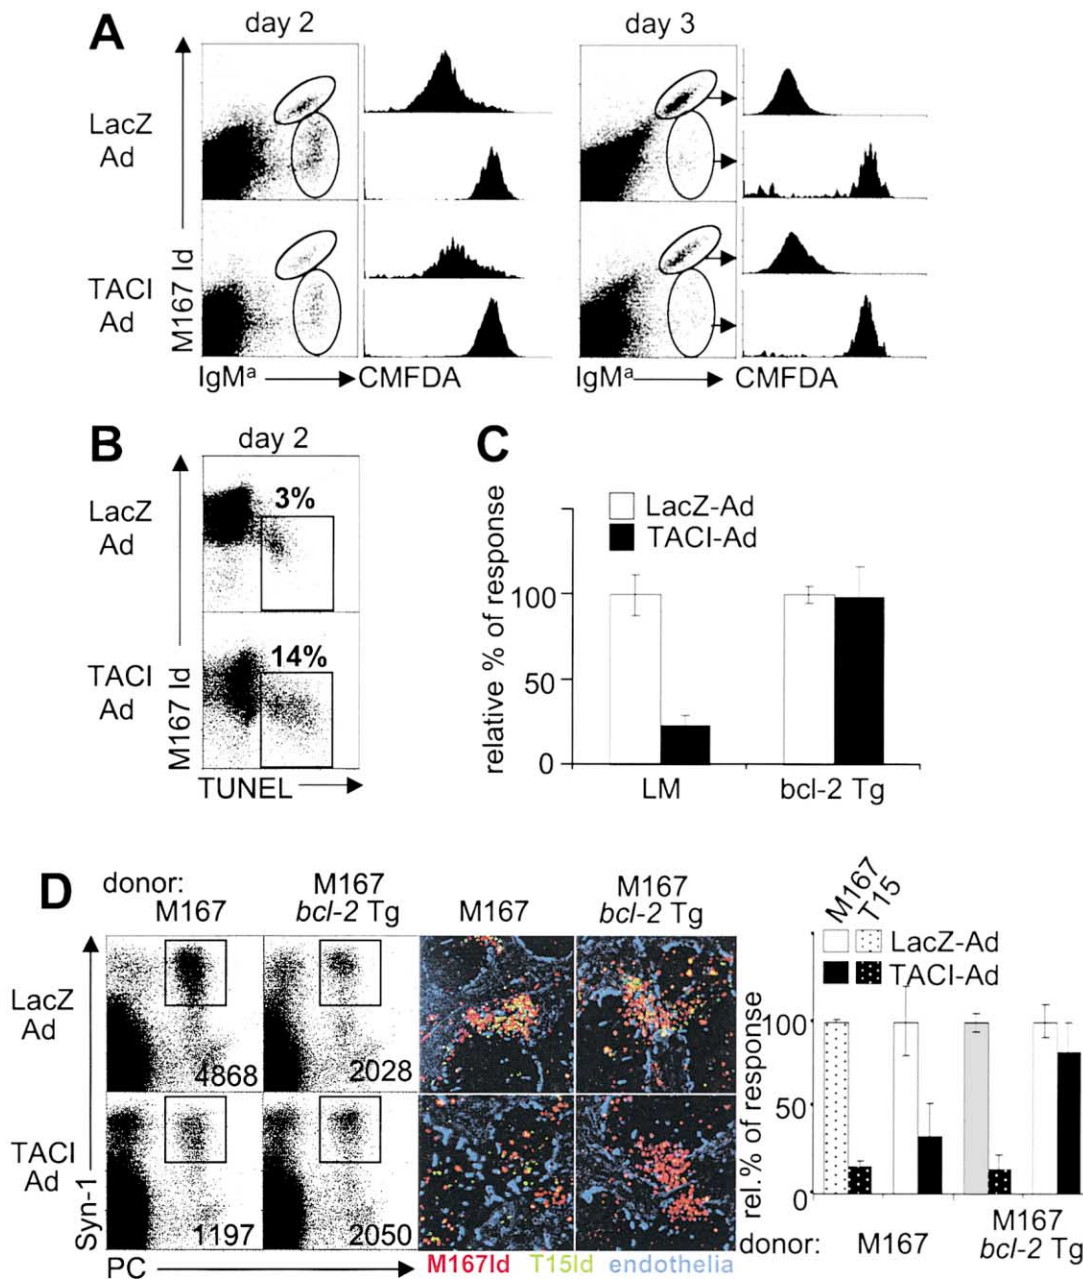 A
day 2
day 3
LacZ
Ad
TACI
Ad
M167 Id
IgMᵃ
CMFDA
IgMᵃ
CMFDA
B
day 2
LacZ
Ad
3%
TACI
Ad
14%
M167 Id
TUNEL
C
relative % of response
LacZ-Ad
TACI-Ad
100
50
0
LM
bcl-2 Tg
D
donor:
M167
M167
bcl-2 Tg
M167
M167
bcl-2 Tg
LacZ
Ad
4868
2028
TACI
Ad
1197
2050
Syn-1
PC
M167Id T15Id endothelia
M167
T15
LacZ-Ad
TACI-Ad
rel.% of response
100
50
0
donor:
M167
M167
bcl-2 Tg